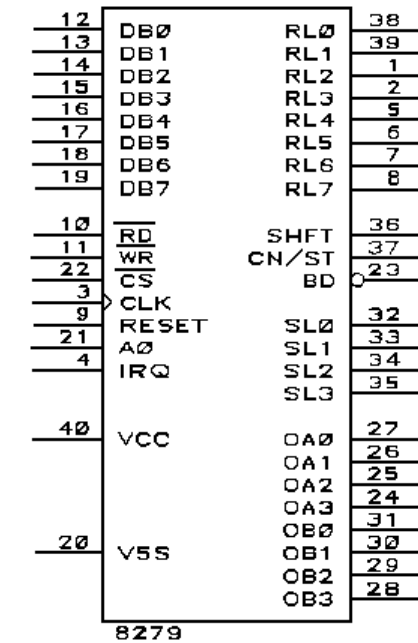 12 DB0 RL0 38
13 DB1 RL1 39
14 DB2 RL2 1
15 DB3 RL3 2
16 DB4 RL4 5
17 DB5 RL5 6
18 DB6 RL6 7
19 DB7 RL7 8
10 RD SHFT 36
11 WR CN/ST 37
22 CS BD 23
3 CLK
9 RESET SL0 32
21 A0 SL1 33
4 IRQ SL2 34
SL3 35
40 VCC OA0 27
OA1 26
OA2 25
OA3 24
OB0 31
20 V5S OB1 30
OB2 29
OB3 28
8279